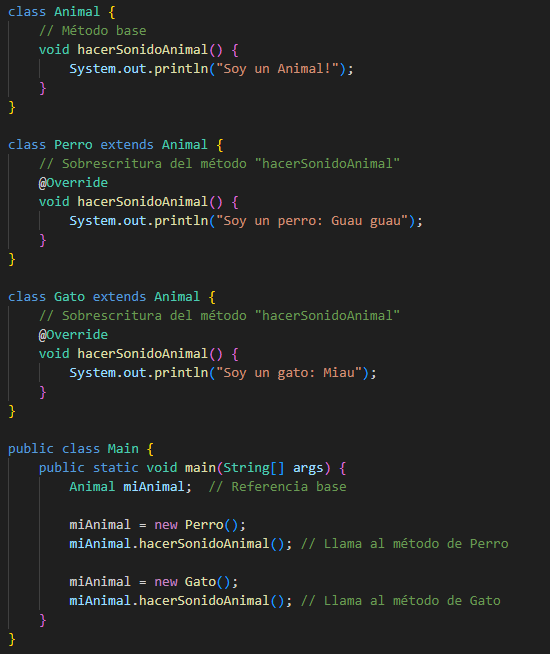 class Animal {
    // Método base
    void hacerSonidoAnimal() {
        System.out.println("Soy un Animal!");
    }
}

class Perro extends Animal {
    // Sobrescritura del método "hacerSonidoAnimal"
    @Override
    void hacerSonidoAnimal() {
        System.out.println("Soy un perro: Guau guau");
    }
}

class Gato extends Animal {
    // Sobrescritura del método "hacerSonidoAnimal"
    @Override
    void hacerSonidoAnimal() {
        System.out.println("Soy un gato: Miau");
    }
}

public class Main {
    public static void main(String[] args) {
        Animal miAnimal;  // Referencia base

        miAnimal = new Perro();
        miAnimal.hacerSonidoAnimal(); // Llama al método de Perro

        miAnimal = new Gato();
        miAnimal.hacerSonidoAnimal(); // Llama al método de Gato
    }
}